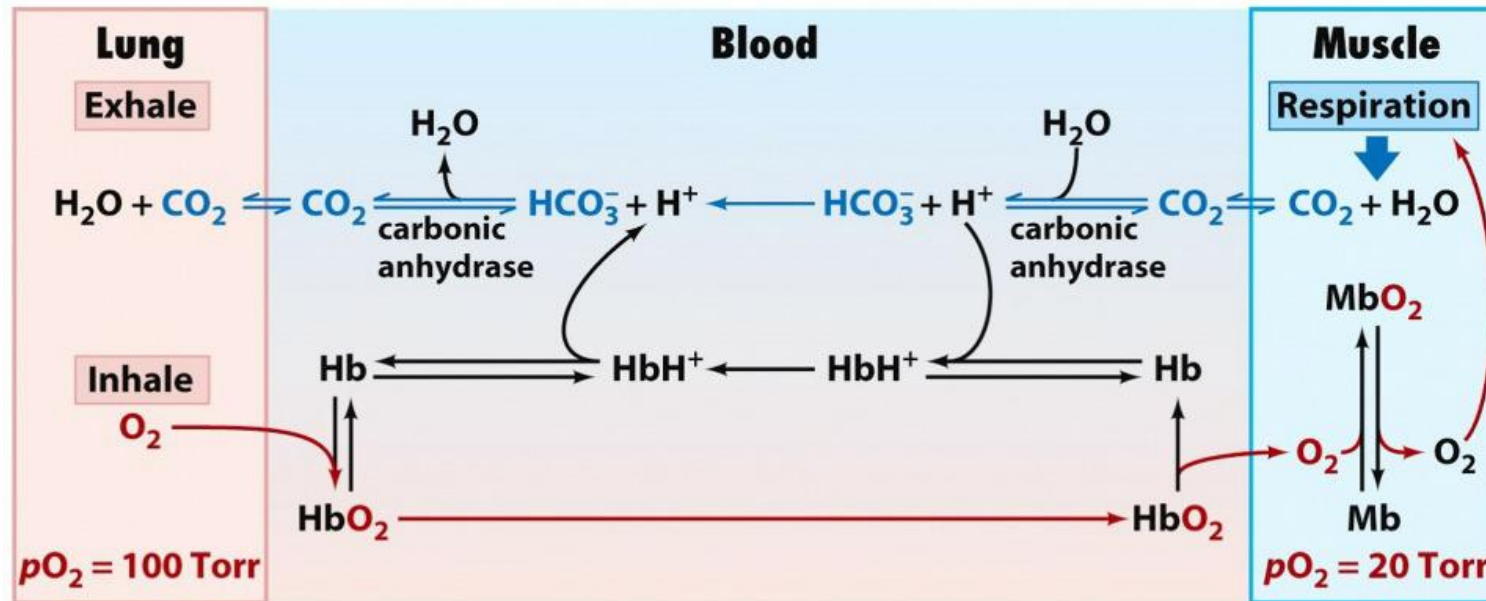 Lung
Blood
Muscle
Exhale
Respiration
H₂O
H₂O
H₂O + CO₂ ⇌ CO₂ ⇌ HCO₃⁻ + H⁺ ← HCO₃⁻ + H⁺ ⇌ CO₂ ⇌ CO₂ + H₂O
carbonic anhydrase
carbonic anhydrase
MbO₂
Inhale
Hb ⇌ HbH⁺ ← HbH⁺ ⇌ Hb
O₂
O₂
O₂
HbO₂ → HbO₂
Mb
pO₂ = 100 Torr
pO₂ = 20 Torr